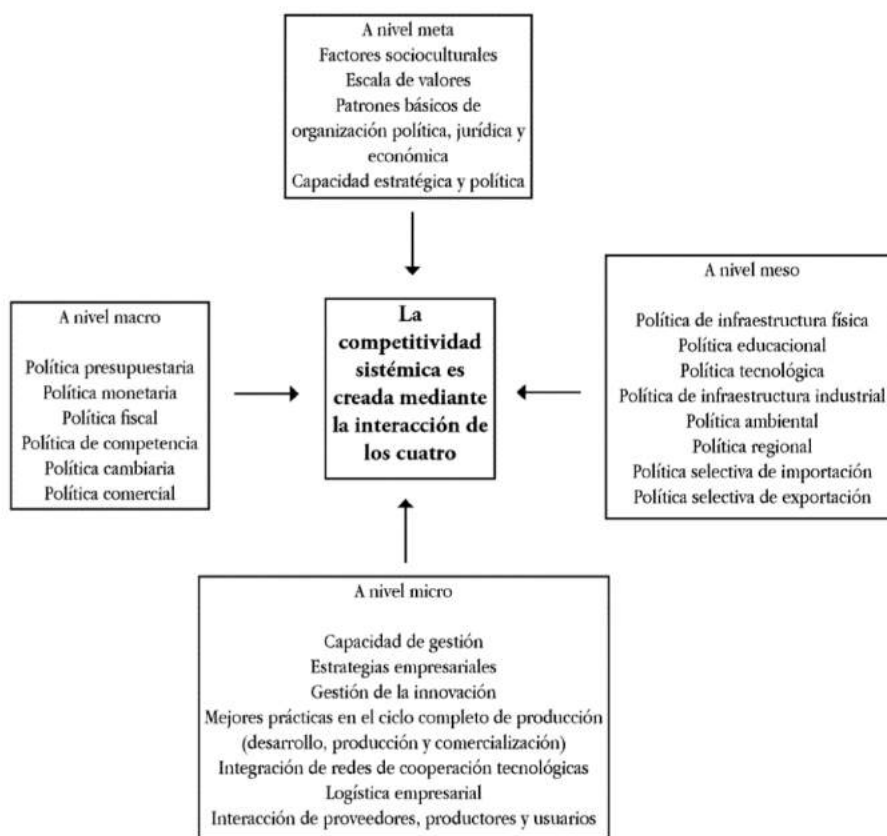 A nivel meta
Factores socioculturales
Escala de valores
Patrones básicos de
organización política, jurídica y
económica
Capacidad estratégica y política
A nivel macro
Política presupuestaria
Política monetaria
Política fiscal
Política de competencia
Política cambiaria
Política comercial
La
competitividad
sistémica es
creada mediante
la interacción de
los cuatro
A nivel meso
Política de infraestructura física
Política educacional
Política tecnológica
Política de infraestructura industrial
Política ambiental
Política regional
Política selectiva de importación
Política selectiva de exportación
A nivel micro
Capacidad de gestión
Estrategias empresariales
Gestión de la innovación
Mejores prácticas en el ciclo completo de producción
(desarrollo, producción y comercialización)
Integración de redes de cooperación tecnológicas
Logística empresarial
Interacción de proveedores, productores y usuarios